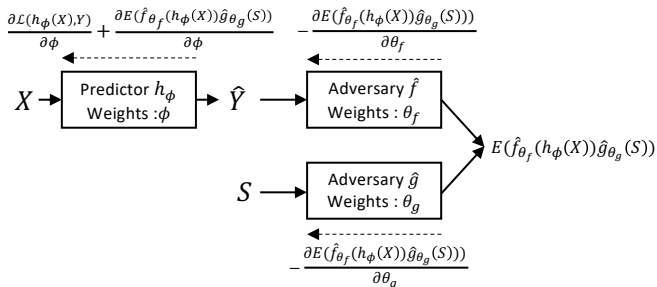 ∂ℒ(h_ϕ(X),Y)/∂ϕ + ∂E(f̂_θf(h_ϕ(X))ĝ_θg(S)))/∂ϕ
−∂E(f̂_θf(h_ϕ(X))ĝ_θg(S)))/∂θ_f
X
Predictor h_ϕ
Weights :ϕ
Ŷ
Adversary f̂
Weights : θ_f
E(f̂_θf(h_ϕ(X))ĝ_θg(S))
S
Adversary ĝ
Weights : θ_g
−∂E(f̂_θf(h_ϕ(X))ĝ_θg(S)))/∂θ_g